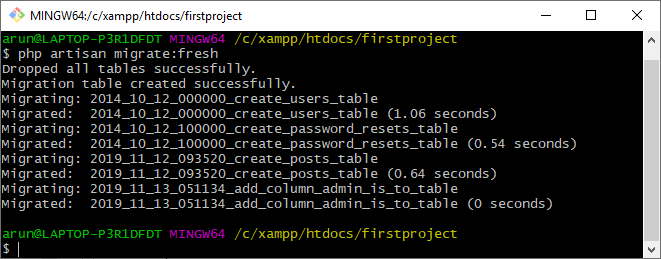 MINGW64:/c/xampp/htdocs/firstproject
arun@LAPTOP-P3R1DFDT MINGW64 /c/xampp/htdocs/firstproject
$ php artisan migrate:fresh
Dropped all tables successfully.
Migration table created successfully.
Migrating: 2014_10_12_000000_create_users_table
Migrated:  2014_10_12_000000_create_users_table (1.06 seconds)
Migrating: 2014_10_12_100000_create_password_resets_table
Migrated:  2014_10_12_100000_create_password_resets_table (0.54 seconds)
Migrating: 2019_11_12_093520_create_posts_table
Migrated:  2019_11_12_093520_create_posts_table (0.64 seconds)
Migrating: 2019_11_13_051134_add_column_admin_is_to_table
Migrated:  2019_11_13_051134_add_column_admin_is_to_table (0 seconds)
arun@LAPTOP-P3R1DFDT MINGW64 /c/xampp/htdocs/firstproject
$